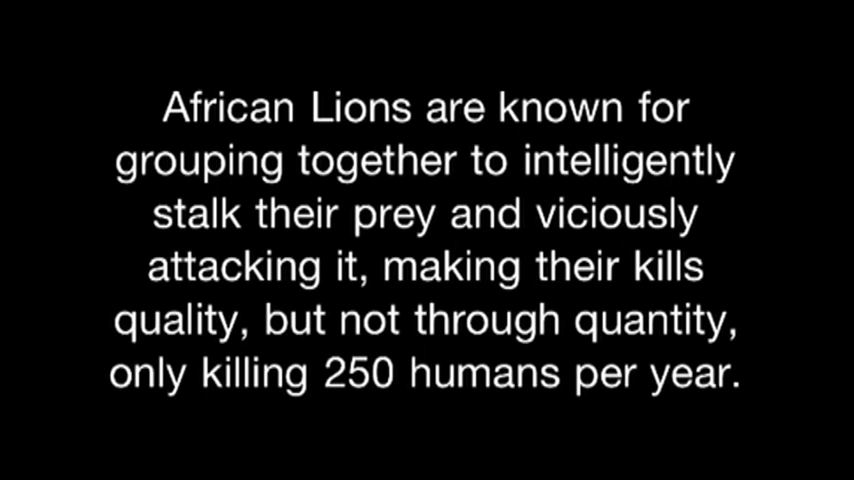 African Lions are known for
grouping together to intelligently
stalk their prey and viciously
attacking it, making their kills
quality, but not through quantity,
only killing 250 humans per year.